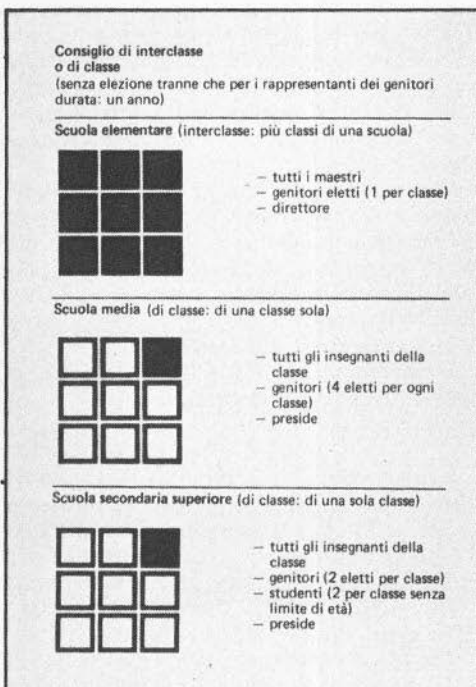 Consiglio di interclasse
o di classe
(senza elezione tranne che per i rappresentanti dei genitori
durata: un anno)
Scuola elementare (interclasse: più classi di una scuola)
— tutti i maestri
— genitori eletti (1 per classe)
— direttore
Scuola media (di classe: di una classe sola)
— tutti gli insegnanti della
classe
— genitori (4 eletti per ogni
classe)
— preside
Scuola secondaria superiore (di classe: di una sola classe)
— tutti gli insegnanti della
classe
— genitori (2 eletti per classe)
— studenti (2 per classe senza
limite di età)
— preside